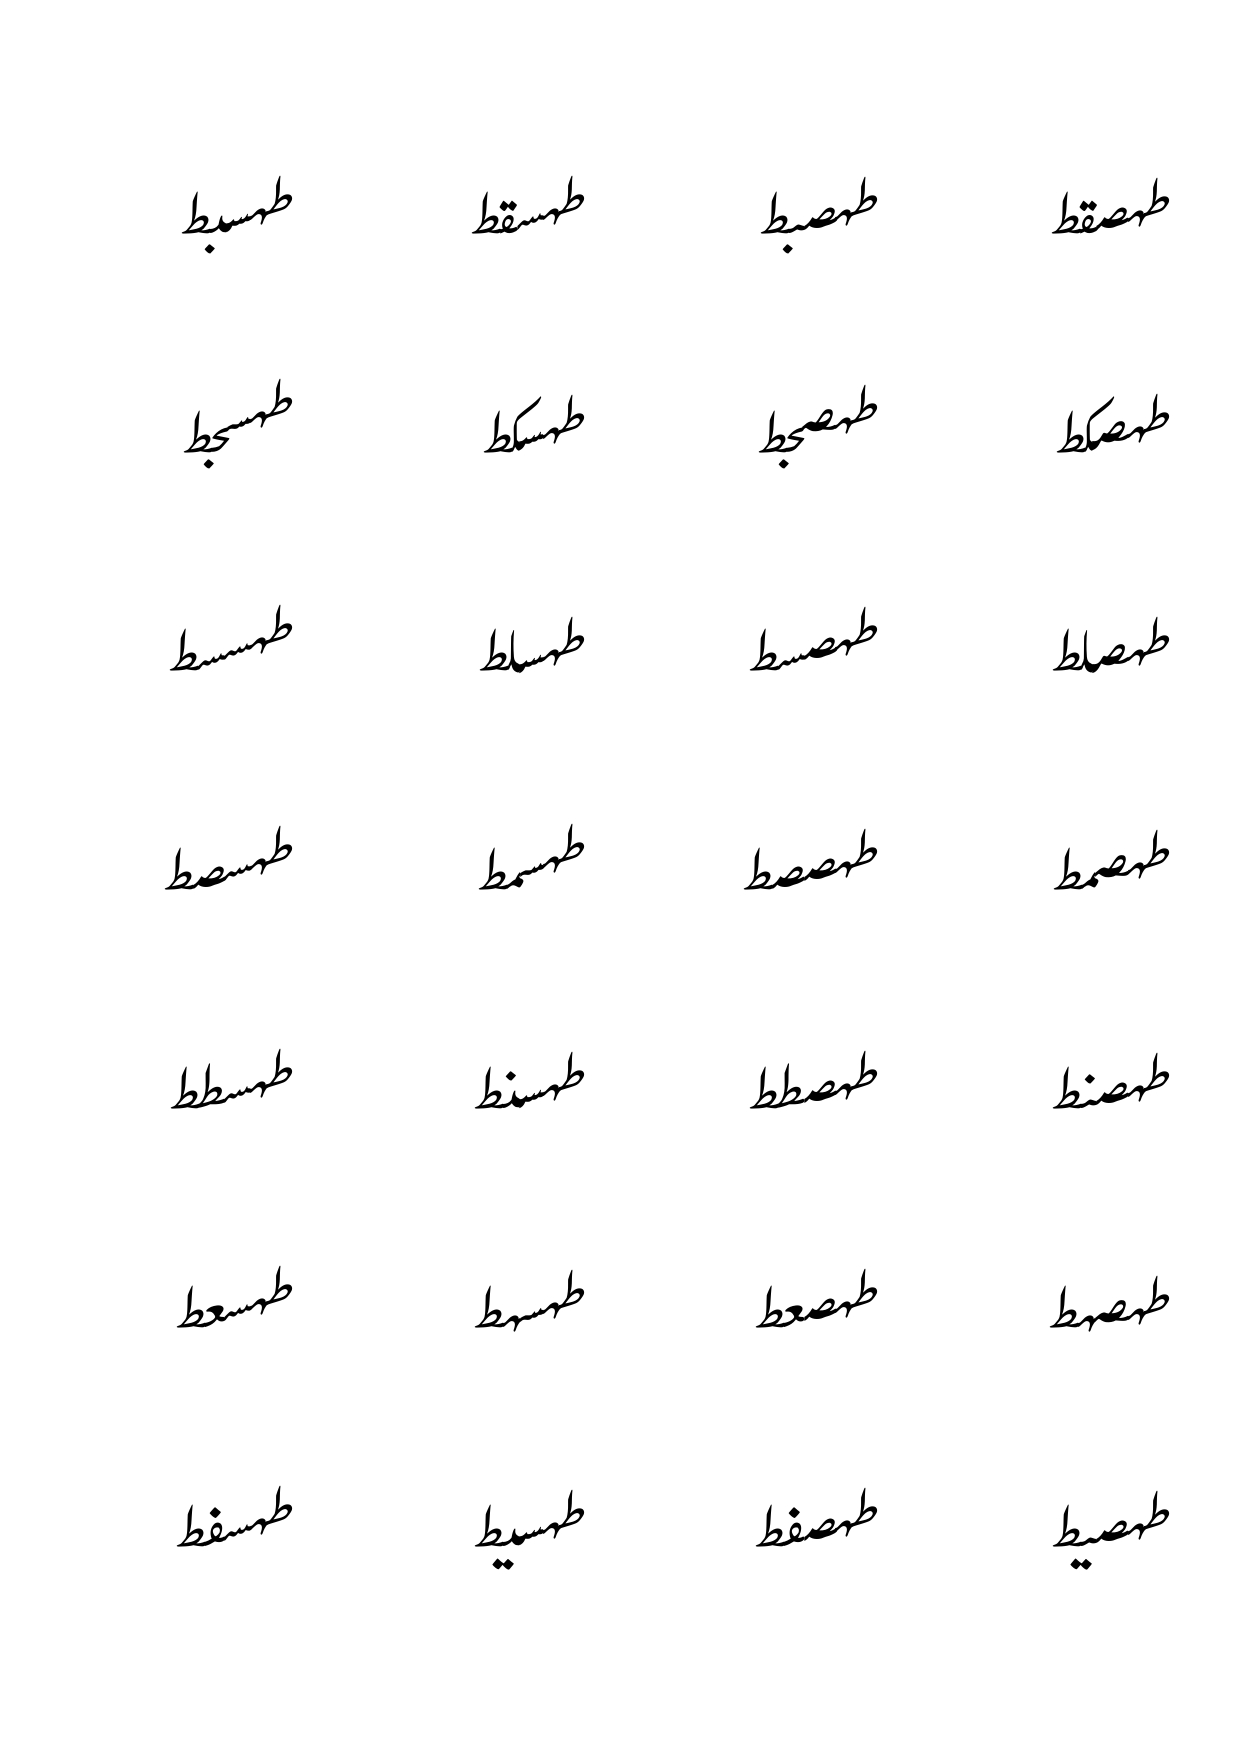 طهصقط طهصبط طهسقط طهسبط
طهصكط طهصحط طهسكط طهسجط
طهصلط طهصسط طهسلط طهسسط
طهصمط طهصصط طهسمط طهسصط
طهصنط طهصطط طهسنط طهسطط
طهصهط طهصعط طهسهط طهسعط
طهصيط طهصفط طهسيط طهسفط